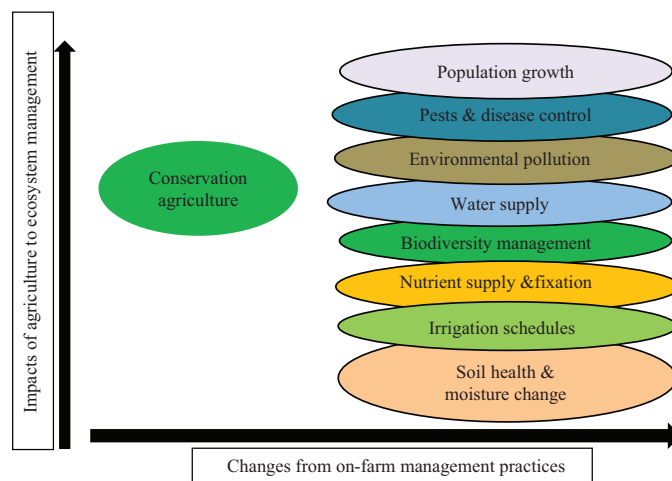 Impacts of agriculture to ecosystem management
Conservation
agriculture
Population growth
Pests & disease control
Environmental pollution
Water supply
Biodiversity management
Nutrient supply &fixation
Irrigation schedules
Soil health &
moisture change
Changes from on-farm management practices